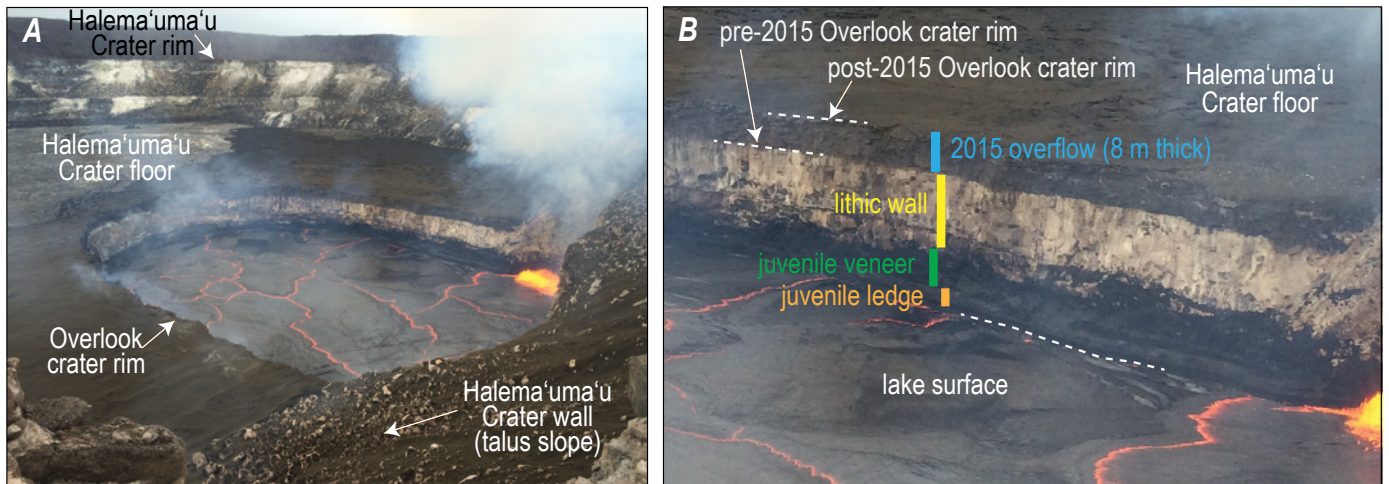 A
Halemaʻumaʻu
Crater rim
Halemaʻumaʻu
Crater floor
Overlook
crater rim
Halemaʻumaʻu
Crater wall
(talus slope)
B
pre-2015 Overlook crater rim
post-2015 Overlook crater rim
Halemaʻumaʻu
Crater floor
2015 overflow (8 m thick)
lithic wall
juvenile veneer
juvenile ledge
lake surface